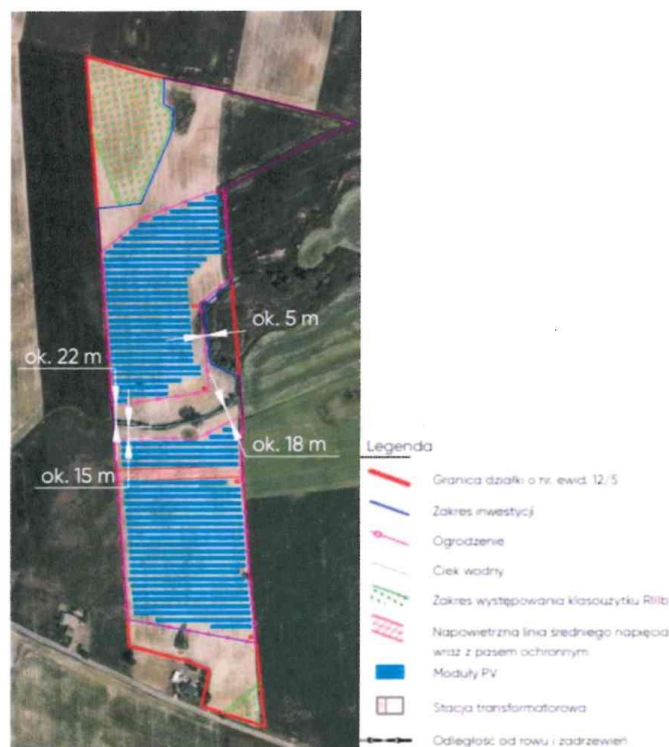 ok. 5 m
ok. 22 m
ok. 18 m
ok. 15 m
Legenda
Granica działki o nr. ewid. 12/5
Zakres inwestycji
Ogrodzenie
Ciek wodny
Zakres występowania klasoużytku RIIIb
Napowietrzna linia średniego napięcia
wraz z pasem ochronnym
Moduły PV
Stacja transformatorowa
Odległość od rowu i zadrzewień